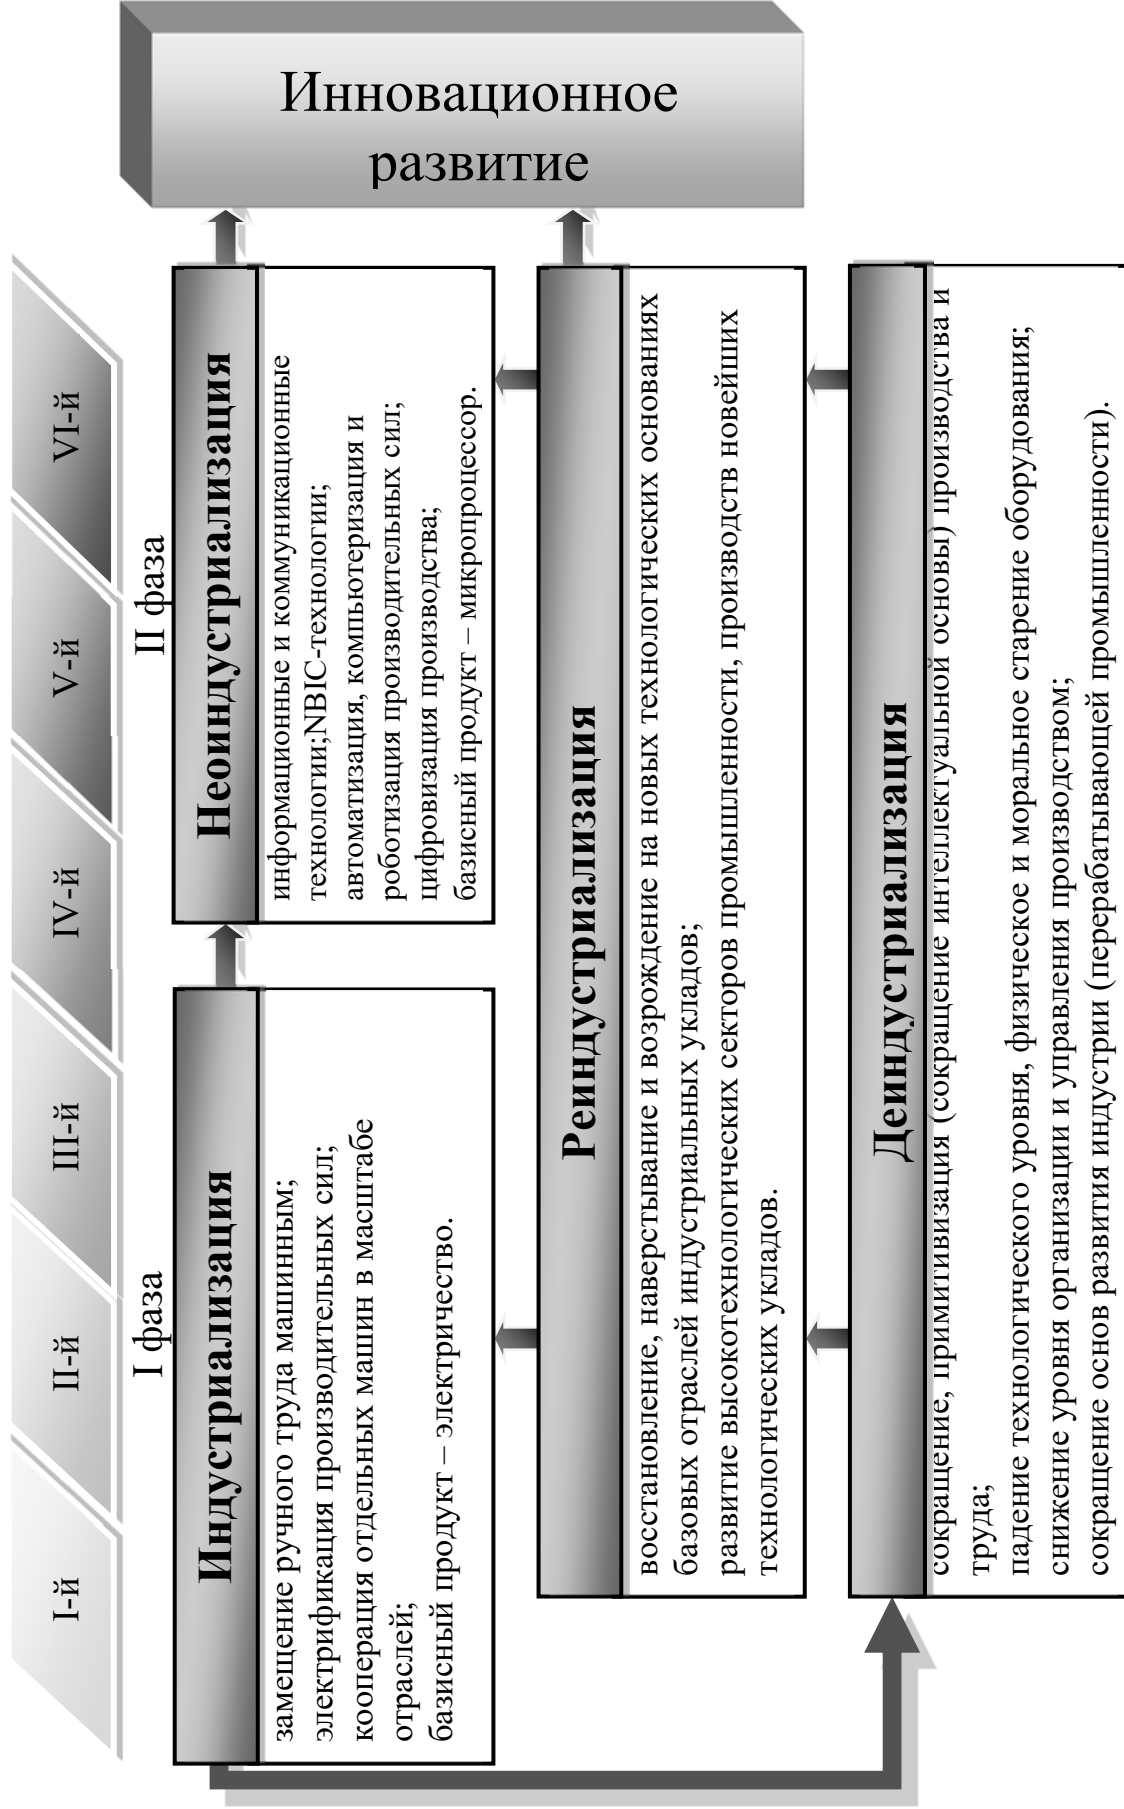 I-й
II-й
III-й
IV-й
V-й
VI-й
I фаза
II фаза
Индустриализация
замещение ручного труда машинным;
электрификация производительных сил;
кооперация отдельных машин в масштабе
отраслей;
базисный продукт – электричество.
Неоиндустриализация
информационные и коммуникационные
технологии;NBIC-технологии;
автоматизация, компьютеризация и
роботизация производительных сил;
цифровизация производства;
базисный продукт – микропроцессор.
Реиндустриализация
восстановление, наверстывание и возрождение на новых технологических основаниях
базовых отраслей индустриальных укладов;
развитие высокотехнологических секторов промышленности, производств новейших
технологических укладов.
Деиндустриализация
сокращение, примитивизация (сокращение интеллектуальной основы) производства и
труда;
падение технологического уровня, физическое и моральное старение оборудования;
снижение уровня организации и управления производством;
сокращение основ развития индустрии (перерабатывающей промышленности).
Инновационное
развитие